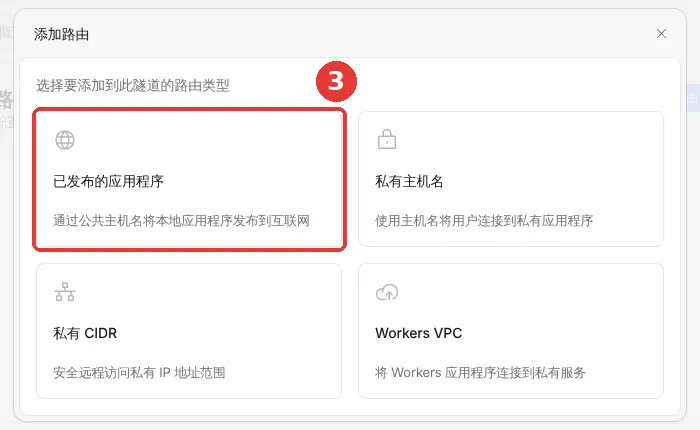 添加路由
选择要添加到此隧道的路由类型
3
已发布的应用程序
通过公共主机名将本地应用程序发布到互联网
私有主机名
使用主机名将用户连接到私有应用程序
私有 CIDR
安全远程访问私有 IP 地址范围
Workers VPC
将 Workers 应用程序连接到私有服务